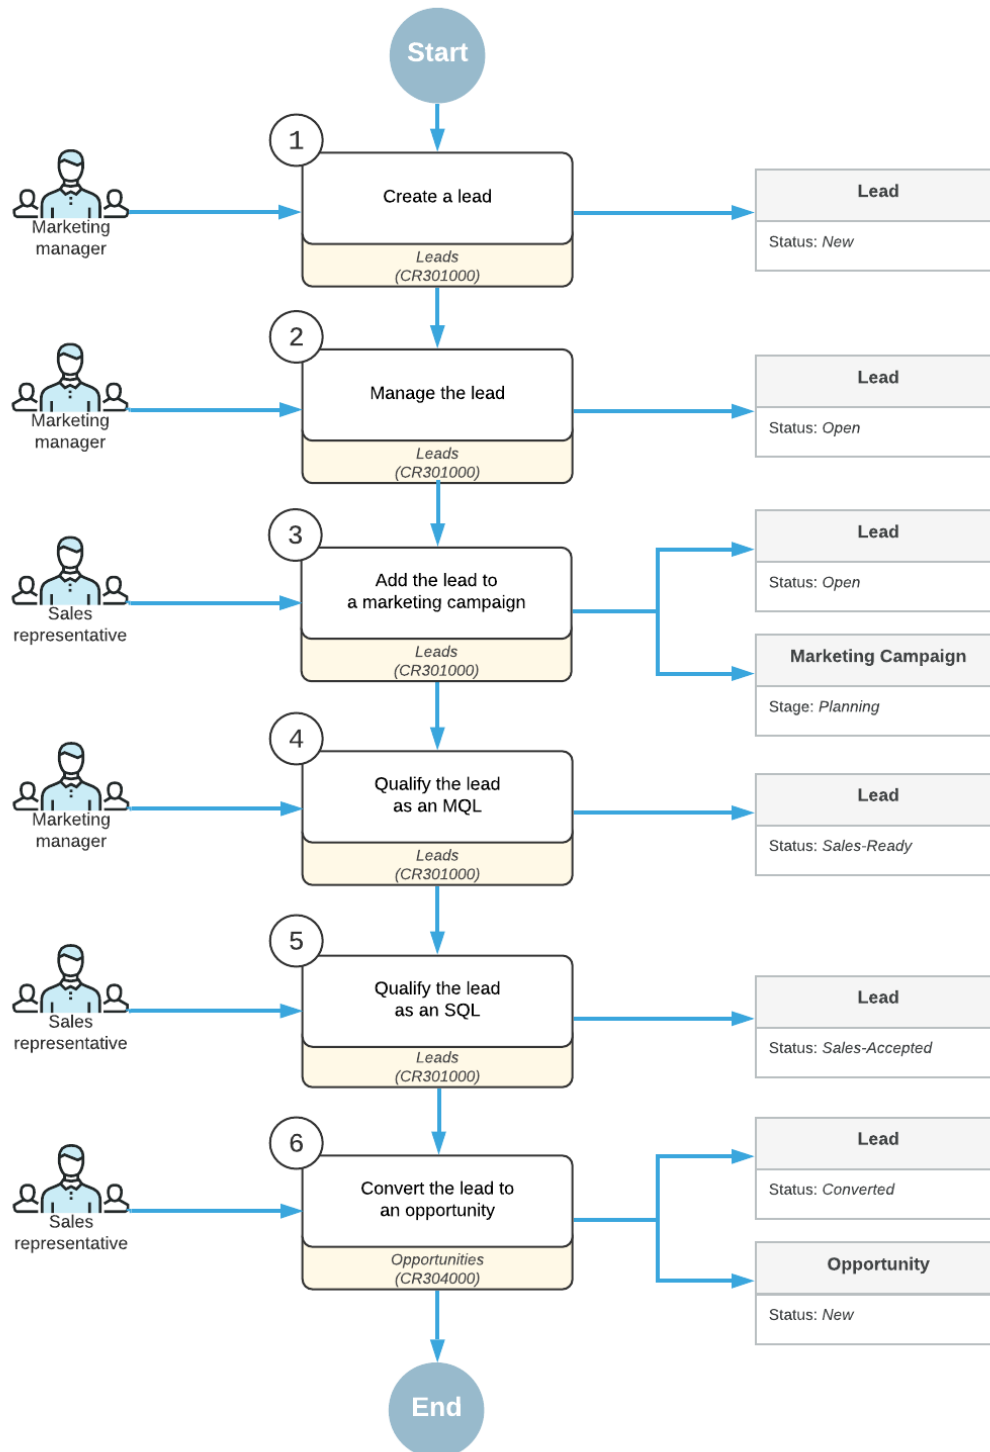 Start
1
Marketing
manager
Create a lead
Leads
(CR301000)
Lead
Status: New
2
Marketing
manager
Manage the lead
Leads
(CR301000)
Lead
Status: Open
3
Sales
representative
Add the lead to
a marketing campaign
Leads
(CR301000)
Lead
Status: Open
Marketing Campaign
Stage: Planning
4
Marketing
manager
Qualify the lead
as an MQL
Leads
(CR301000)
Lead
Status: Sales-Ready
5
Sales
representative
Qualify the lead
as an SQL
Leads
(CR301000)
Lead
Status: Sales-Accepted
6
Sales
representative
Convert the lead to
an opportunity
Opportunities
(CR304000)
Lead
Status: Converted
Opportunity
Status: New
End